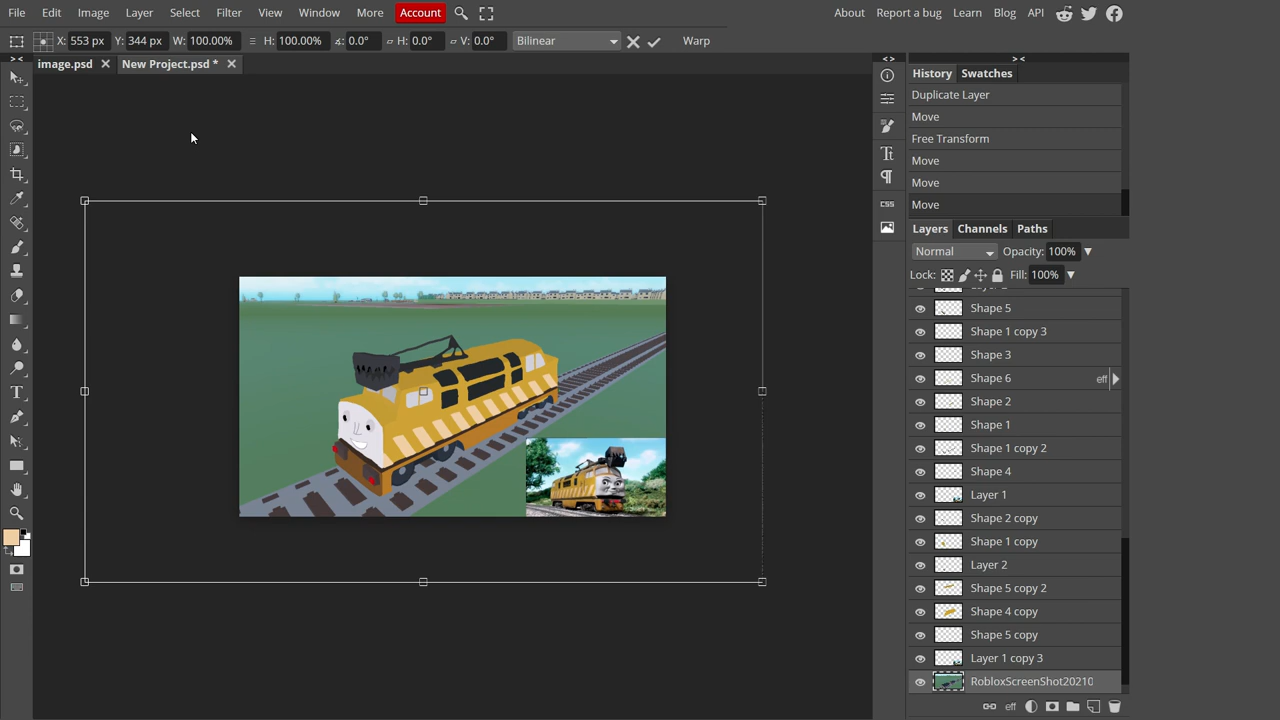 File Edit Image Layer Select Filter View Window More Account About Report a bug Learn Blog API
X: 553 px Y: 344 px W: 100.00% H: 100.00% 0.0° H: 0.0° V: 0.0° Bilinear Warp
image.psd New Project.psd *
History Swatches
Duplicate Layer
Move
Free Transform
Move
Move
Move
Layers Channels Paths
Normal Opacity: 100%
Lock: Fill: 100%
Shape 5
Shape 1 copy 3
Shape 3
Shape 6 eff
Shape 2
Shape 1
Shape 1 copy 2
Shape 4
Layer 1
Shape 2 copy
Shape 1 copy
Layer 2
Shape 5 copy 2
Shape 4 copy
Shape 5 copy
Layer 1 copy 3
RobloxScreenShot20210
eff
CSS